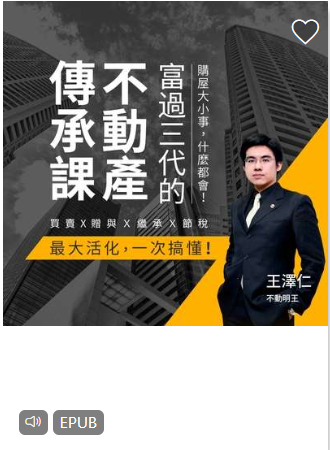 購屋大小事，什麼都會！
富過三代的
不動產
傳承課
買賣X贈與X繼承X節稅
最大活化，一次搞懂！
王澤仁
不動明王
EPUB